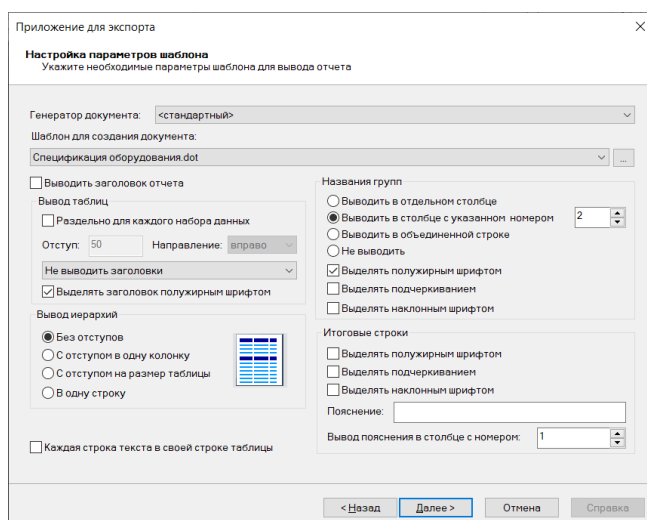 Приложение для экспорта
Настройка параметров шаблона
Укажите необходимые параметры шаблона для вывода отчета
Генератор документа: <стандартный>
Шаблон для создания документа:
Спецификация оборудования.dot ...
Выводить заголовок отчета
Вывод таблиц
Раздельно для каждого набора данных
Отступ: 50 Направление: вправо
Не выводить заголовки
Выделять заголовок полужирным шрифтом
Вывод иерархий
Без отступов
С отступом в одну колонку
С отступом на размер таблицы
В одну строку
Каждая строка текста в своей строке таблицы
Названия групп
Выводить в отдельном столбце
Выводить в столбце с указанном номером 2
Выводить в объединенной строке
Не выводить
Выделять полужирным шрифтом
Выделять подчеркиванием
Выделять наклонным шрифтом
Итоговые строки
Выделять полужирным шрифтом
Выделять подчеркиванием
Выделять наклонным шрифтом
Пояснение:
Вывод пояснения в столбце с номером: 1
< Назад Далее > Отмена Справка